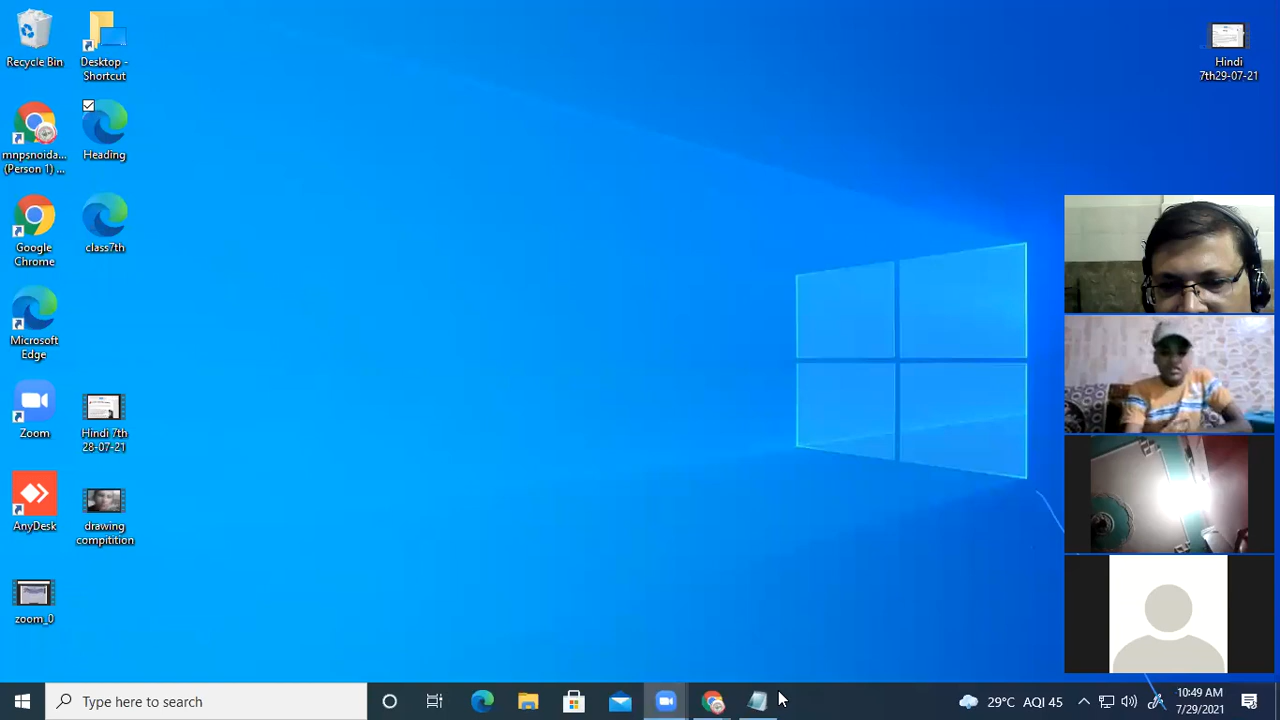 Recycle Bin
Desktop -
Shortcut
mnpsnoida...
(Person 1) ...
Heading
Google
Chrome
class7th
Microsoft
Edge
Zoom
Hindi 7th
28-07-21
AnyDesk
drawing
compitition
zoom_0
Hindi
7th29-07-21
Type here to search
29°C AQI 45
10:49 AM
7/29/2021